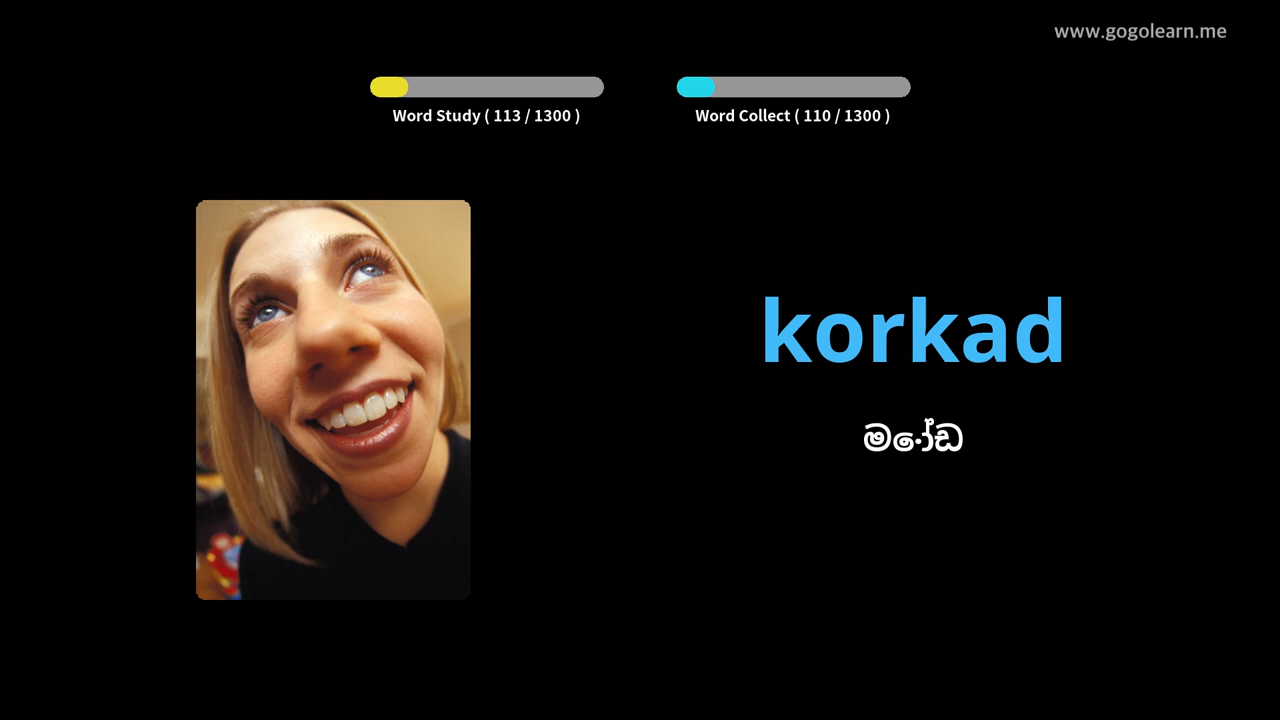 www.gogolearn.me
Word Study ( 113 / 1300 )
Word Collect ( 110 / 1300 )
korkad
මෝඩ